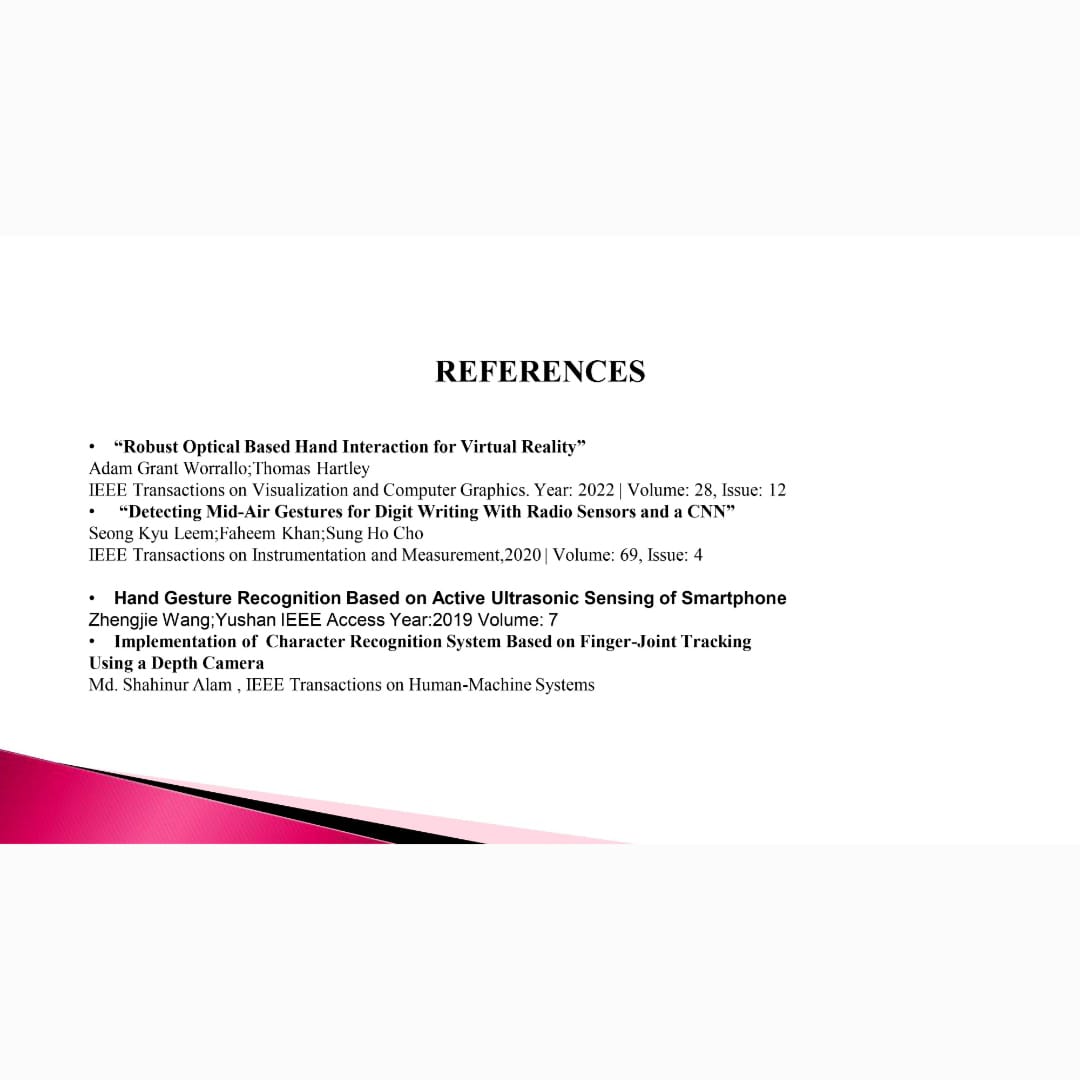 REFERENCES
• “Robust Optical Based Hand Interaction for Virtual Reality”
Adam Grant Worrallo;Thomas Hartley
IEEE Transactions on Visualization and Computer Graphics. Year: 2022 | Volume: 28, Issue: 12
• “Detecting Mid-Air Gestures for Digit Writing With Radio Sensors and a CNN”
Seong Kyu Leem;Faheem Khan;Sung Ho Cho
IEEE Transactions on Instrumentation and Measurement,2020 | Volume: 69, Issue: 4
• Hand Gesture Recognition Based on Active Ultrasonic Sensing of Smartphone
Zhengjie Wang;Yushan IEEE Access Year:2019 Volume: 7
• Implementation of Character Recognition System Based on Finger-Joint Tracking
Using a Depth Camera
Md. Shahinur Alam , IEEE Transactions on Human-Machine Systems